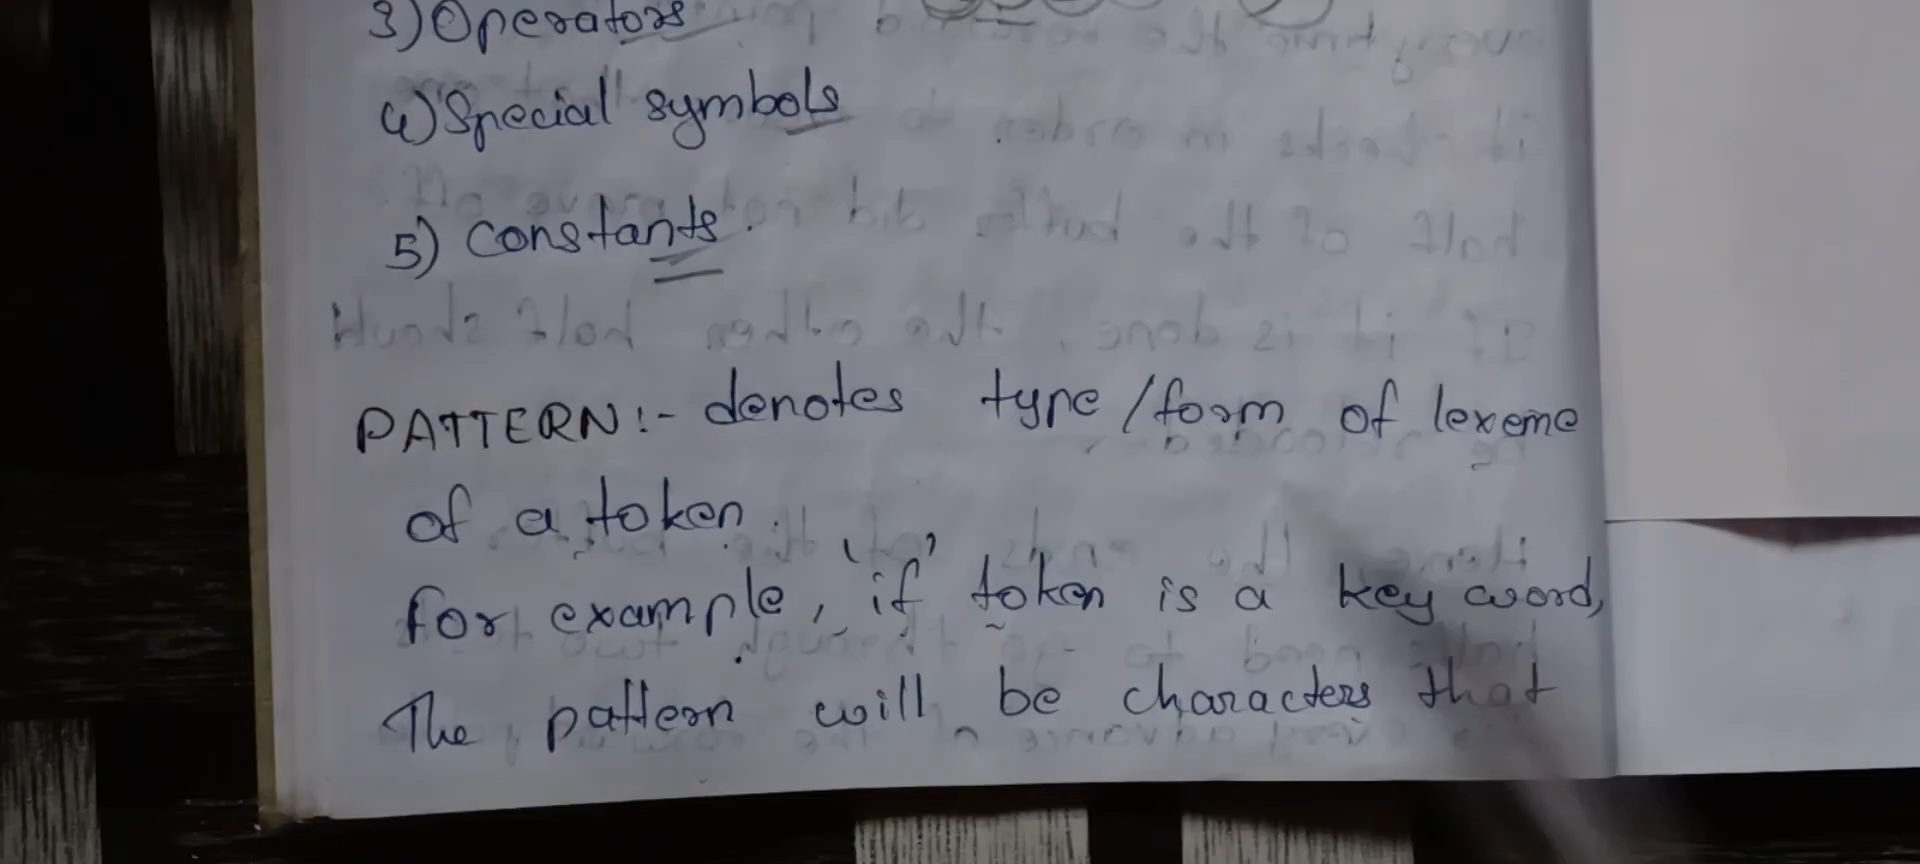 3) Operators
4) Special symbols
5) Constants.
PATTERN:- denotes type/form of lexeme
of a token.
for example, 'if' token is a key word,
The pattern will be characters that